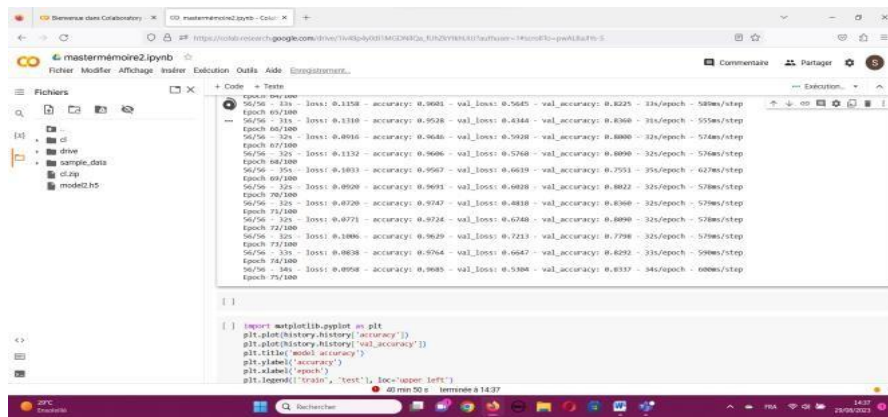 Bienvenue dans Colaboratory
mastermémoire2.ipynb - Colab
mastermémoire2.ipynb
Fichier Modifier Affichage Insérer Exécution Outils Aide Enregistrement...
Commentaire Partager
Fichiers
+ Code + Texte
Exécution...
..
cl
drive
sample_data
cl.zip
model2.h5
Epoch 64/100
56/56 - 33s - loss: 0.1158 - accuracy: 0.9601 - val_loss: 0.5645 - val_accuracy: 0.8225 - 33s/epoch - 589ms/step
Epoch 65/100
56/56 - 31s - loss: 0.1310 - accuracy: 0.9528 - val_loss: 0.4344 - val_accuracy: 0.8360 - 31s/epoch - 555ms/step
Epoch 66/100
56/56 - 32s - loss: 0.0916 - accuracy: 0.9646 - val_loss: 0.5928 - val_accuracy: 0.8000 - 32s/epoch - 574ms/step
Epoch 67/100
56/56 - 32s - loss: 0.1132 - accuracy: 0.9606 - val_loss: 0.5760 - val_accuracy: 0.8090 - 32s/epoch - 576ms/step
Epoch 68/100
56/56 - 35s - loss: 0.1033 - accuracy: 0.9567 - val_loss: 0.6619 - val_accuracy: 0.7551 - 35s/epoch - 627ms/step
Epoch 69/100
56/56 - 32s - loss: 0.0920 - accuracy: 0.9691 - val_loss: 0.6028 - val_accuracy: 0.8022 - 32s/epoch - 578ms/step
Epoch 70/100
56/56 - 32s - loss: 0.0720 - accuracy: 0.9747 - val_loss: 0.4818 - val_accuracy: 0.8360 - 32s/epoch - 579ms/step
Epoch 71/100
56/56 - 32s - loss: 0.0771 - accuracy: 0.9724 - val_loss: 0.6748 - val_accuracy: 0.8090 - 32s/epoch - 578ms/step
Epoch 72/100
56/56 - 32s - loss: 0.1006 - accuracy: 0.9629 - val_loss: 0.7213 - val_accuracy: 0.7798 - 32s/epoch - 579ms/step
Epoch 73/100
56/56 - 33s - loss: 0.0838 - accuracy: 0.9764 - val_loss: 0.6647 - val_accuracy: 0.8292 - 33s/epoch - 590ms/step
Epoch 74/100
56/56 - 34s - loss: 0.0958 - accuracy: 0.9685 - val_loss: 0.5304 - val_accuracy: 0.8337 - 34s/epoch - 600ms/step
Epoch 75/100
[ ]
[ ] import matplotlib.pyplot as plt
plt.plot(history.history['accuracy'])
plt.plot(history.history['val_accuracy'])
plt.title('model accuracy')
plt.ylabel('accuracy')
plt.xlabel('epoch')
plt.legend(['train', 'test'], loc='upper left')
40 min 50 s terminée à 14:37
29°C
Ensoleillé
Rechercher
FRA
14:37
25/08/2023